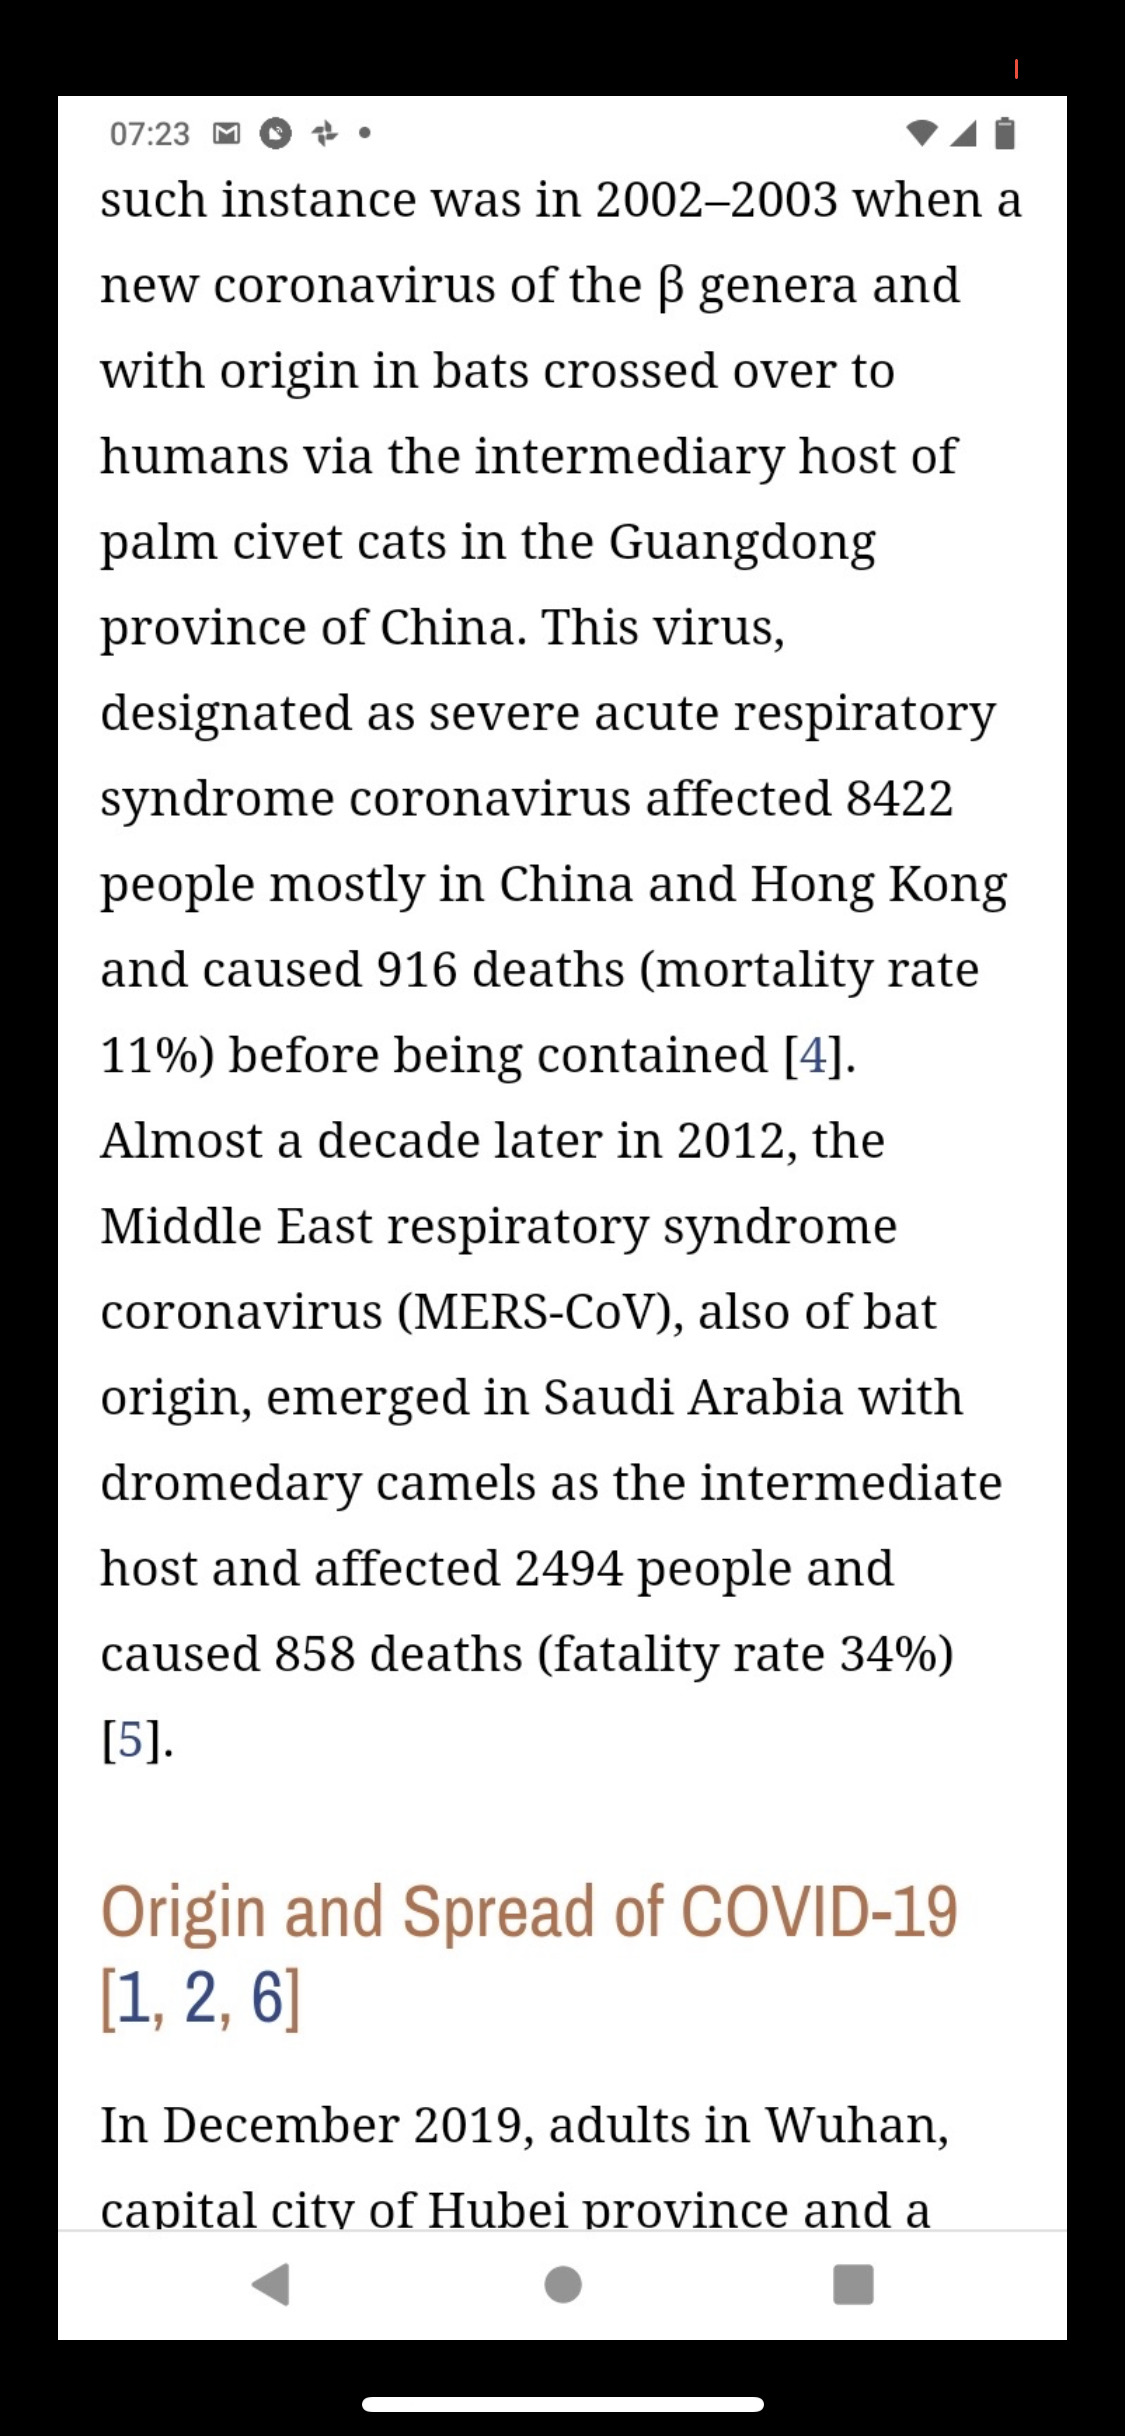 07:23
such instance was in 2002–2003 when a
new coronavirus of the β genera and
with origin in bats crossed over to
humans via the intermediary host of
palm civet cats in the Guangdong
province of China. This virus,
designated as severe acute respiratory
syndrome coronavirus affected 8422
people mostly in China and Hong Kong
and caused 916 deaths (mortality rate
11%) before being contained [4].
Almost a decade later in 2012, the
Middle East respiratory syndrome
coronavirus (MERS-CoV), also of bat
origin, emerged in Saudi Arabia with
dromedary camels as the intermediate
host and affected 2494 people and
caused 858 deaths (fatality rate 34%)
[5].
Origin and Spread of COVID-19
[1, 2, 6]
In December 2019, adults in Wuhan,
capital city of Hubei province and a